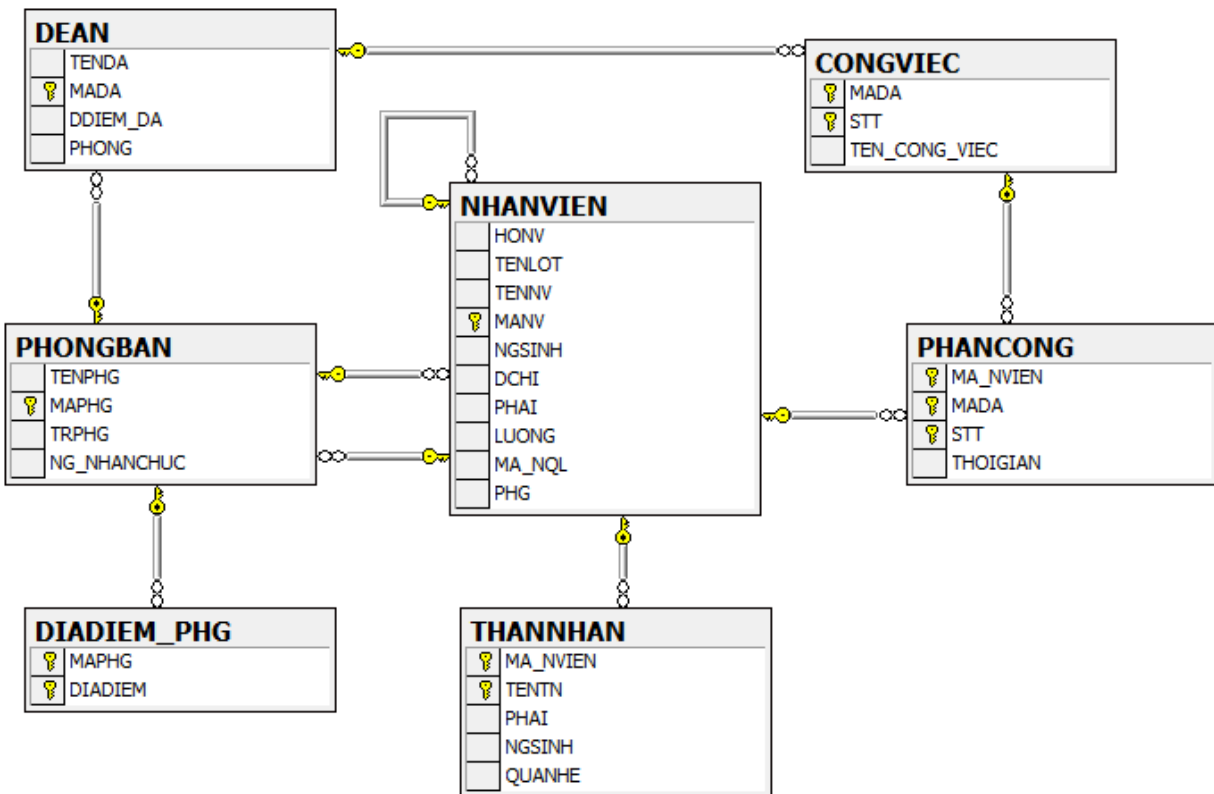 DEAN
TENDA
MADA
DDIEM_DA
PHONG
CONGVIEC
MADA
STT
TEN_CONG_VIEC
NHANVIEN
HONV
TENLOT
TENNV
MANV
NGSINH
DCHI
PHAI
LUONG
MA_NQL
PHG
PHONGBAN
TENPHG
MAPHG
TRPHG
NG_NHANCHUC
PHANCONG
MA_NVIEN
MADA
STT
THOIGIAN
DIADIEM_PHG
MAPHG
DIADIEM
THANNHAN
MA_NVIEN
TENTN
PHAI
NGSINH
QUANHE